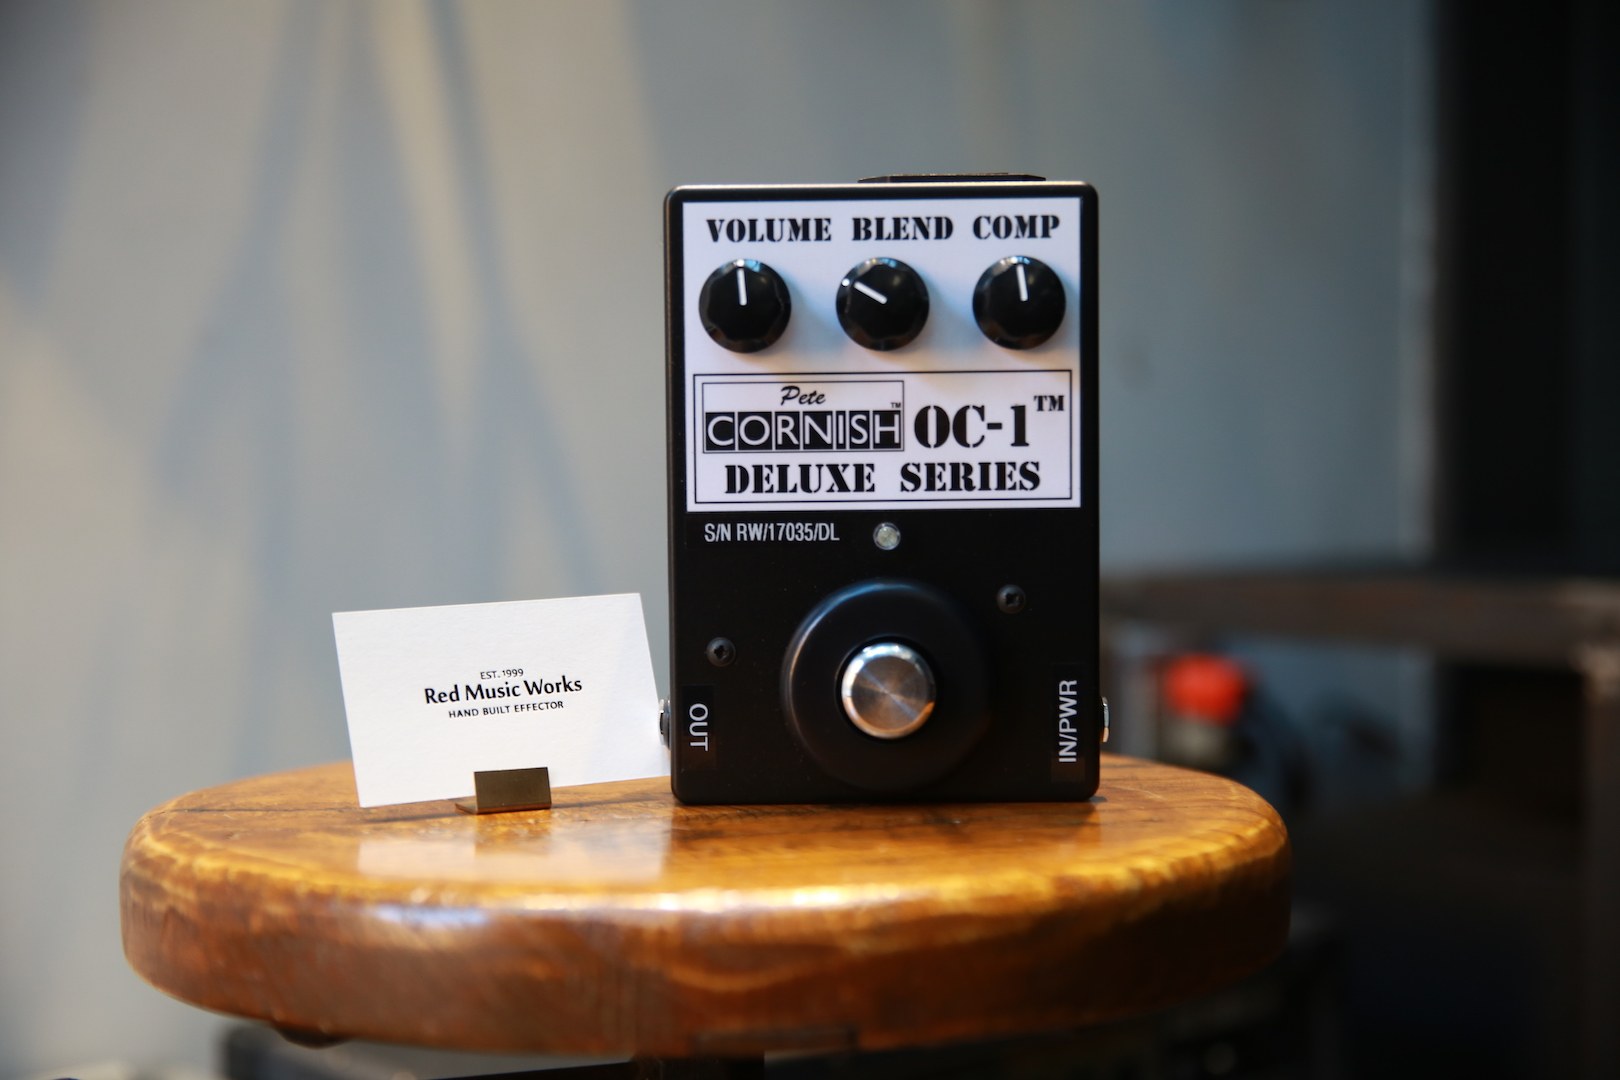 VOLUME BLEND COMP
Pete
CORNISH™ OC-1™
DELUXE SERIES
S/N RW/17035/DL
OUT
IN/PWR
EST. 1999
Red Music Works
HAND BUILT EFFECTOR